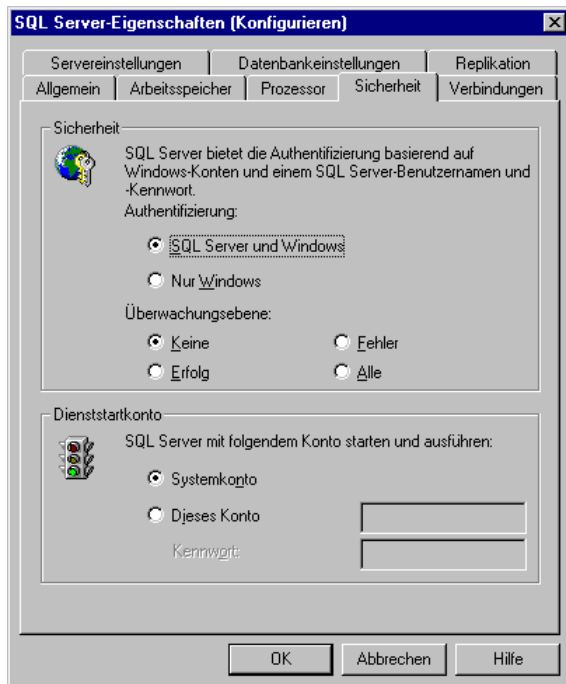 SQL Server-Eigenschaften (Konfigurieren)
Servereinstellungen Datenbankeinstellungen Replikation
Allgemein Arbeitsspeicher Prozessor Sicherheit Verbindungen
Sicherheit
SQL Server bietet die Authentifizierung basierend auf
Windows-Konten und einem SQL Server-Benutzernamen und
-Kennwort.
Authentifizierung:
SQL Server und Windows
Nur Windows
Überwachungsebene:
Keine Fehler
Erfolg Alle
Dienststartkonto
SQL Server mit folgendem Konto starten und ausführen:
Systemkonto
Dieses Konto
Kennwort:
OK Abbrechen Hilfe